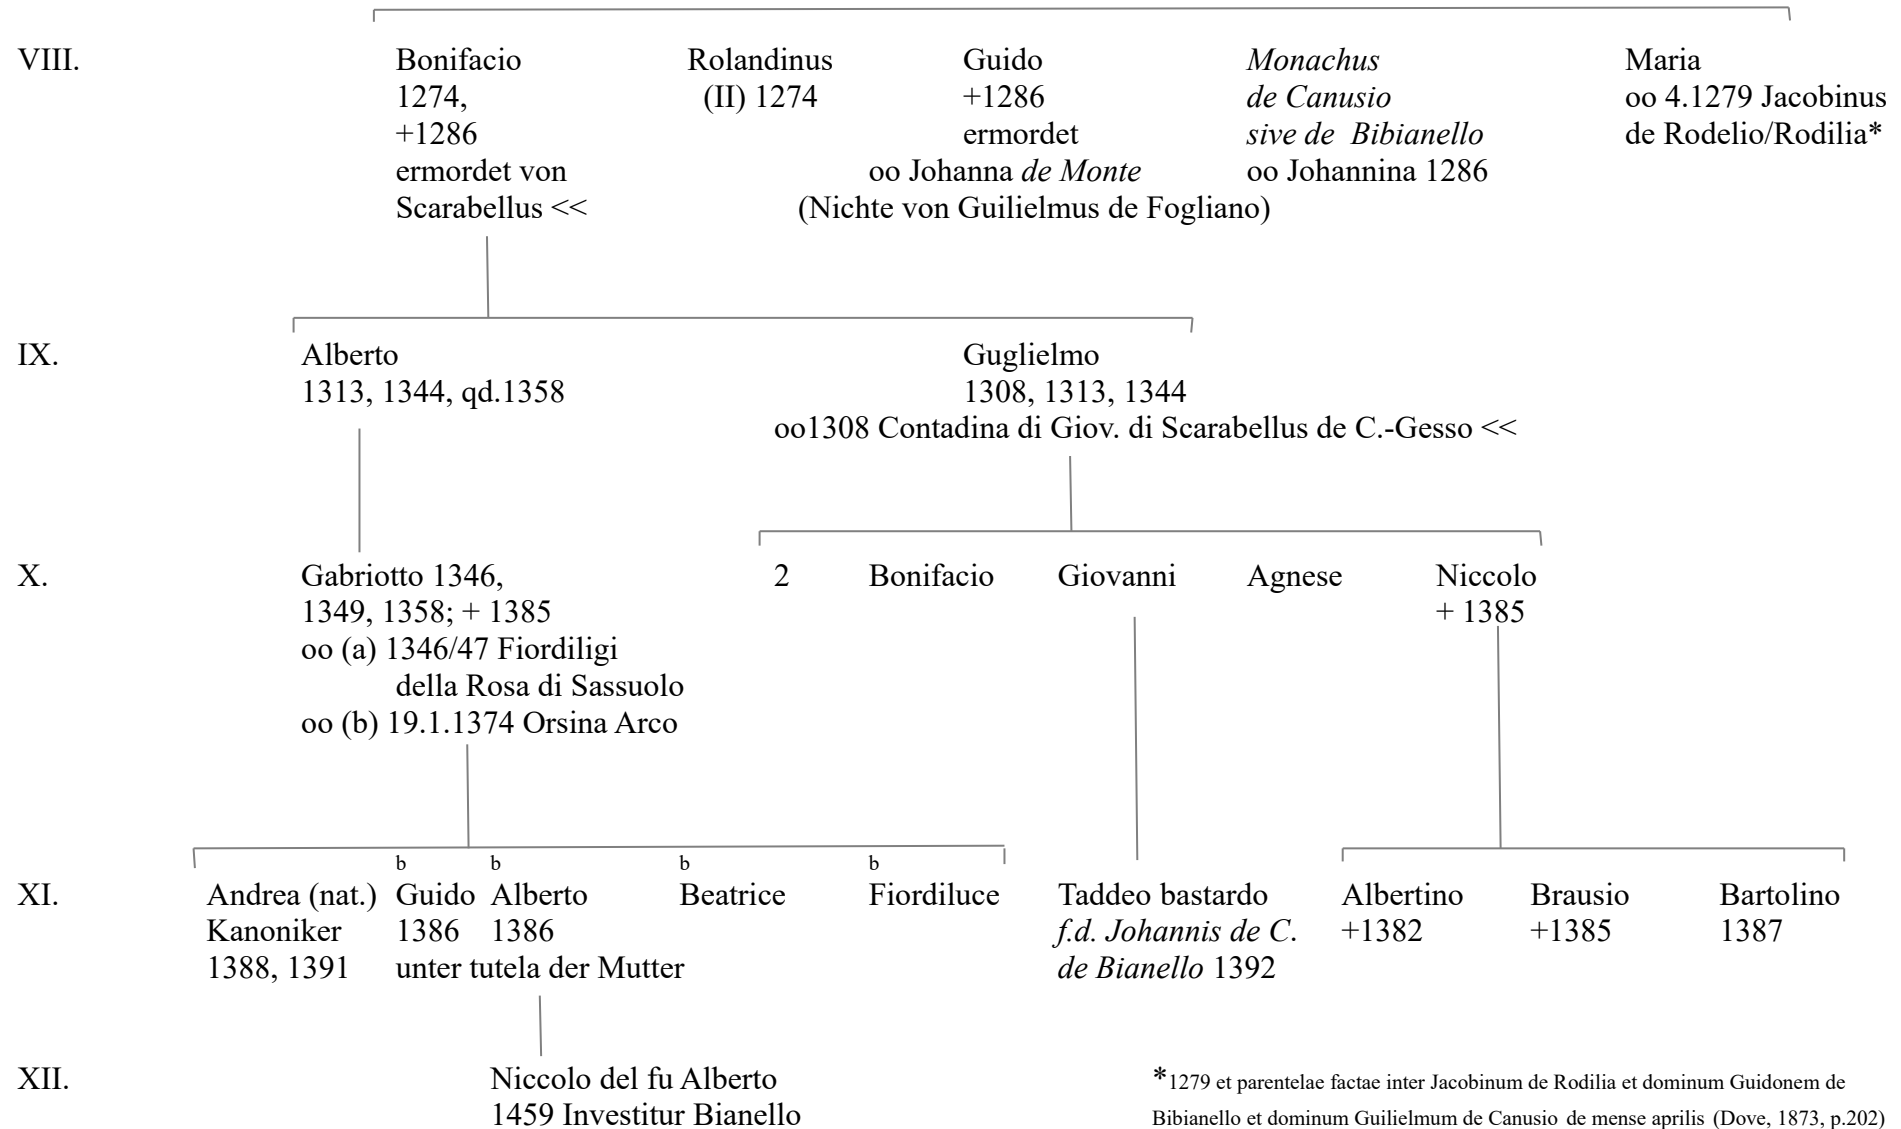 VIII. Bonifacio Rolandinus Guido Monachus Maria
1274, (II) 1274 +1286 de Canusio oo 4.1279 Jacobinus
+1286 ermordet sive de Bibianello de Rodelio/Rodilia*
ermordet von oo Johanna de Monte oo Johannina 1286
Scarabellus << (Nichte von Guilielmus de Fogliano)
IX. Alberto Guglielmo
1313, 1344, qd.1358 1308, 1313, 1344
oo1308 Contadina di Giov. di Scarabellus de C.-Gesso <<
X. Gabriotto 1346, 2 Bonifacio Giovanni Agnese Niccolo
1349, 1358; + 1385 + 1385
oo (a) 1346/47 Fiordiligi
della Rosa di Sassuolo
oo (b) 19.1.1374 Orsina Arco
b b b b
XI. Andrea (nat.) Guido Alberto Beatrice Fiordiluce Taddeo bastardo Albertino Brausio Bartolino
Kanoniker 1386 1386 f.d. Johannis de C. +1382 +1385 1387
1388, 1391 unter tutela der Mutter de Bianello 1392
XII. Niccolo del fu Alberto *1279 et parentelae factae inter Jacobinum de Rodilia et dominum Guidonem de
1459 Investitur Bianello Bibianello et dominum Guilielmum de Canusio de mense aprilis (Dove, 1873, p.202)